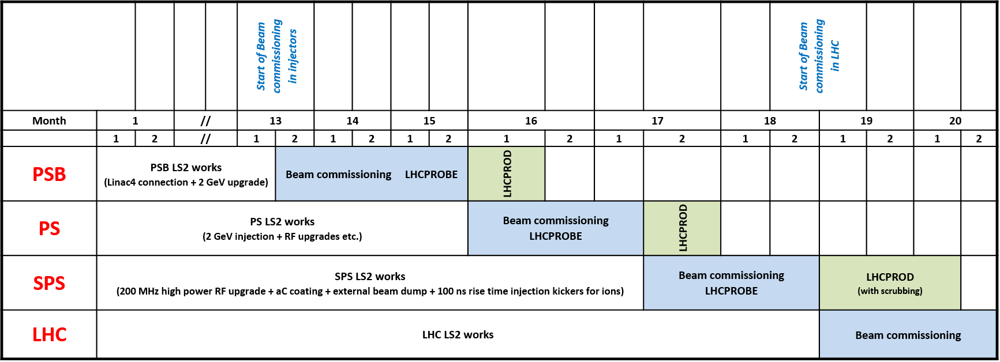 Start of Beam
commissioning
in injectors
Start of Beam
commissioning
in LHC
Month 1 // 13 14 15 16 17 18 19 20
1 2 // 1 2 1 2 1 2 1 2 1 2 1 2 1 2 1 2
PSB
PSB LS2 works
(Linac4 connection + 2 GeV upgrade)
Beam commissioning LHCPROBE
LHCPROD
PS
PS LS2 works
(2 GeV injection + RF upgrades etc.)
Beam commissioning
LHCPROBE
LHCPROD
SPS
SPS LS2 works
(200 MHz high power RF upgrade + aC coating + external beam dump + 100 ns rise time injection kickers for ions)
Beam commissioning
LHCPROBE
LHCPROD
(with scrubbing)
LHC
LHC LS2 works
Beam commissioning